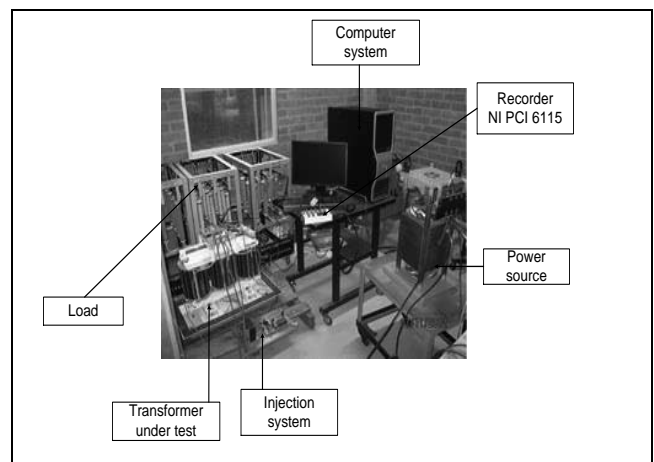 Computer
system
Recorder
NI PCI 6115
Power
source
Load
Transformer
under test
Injection
system